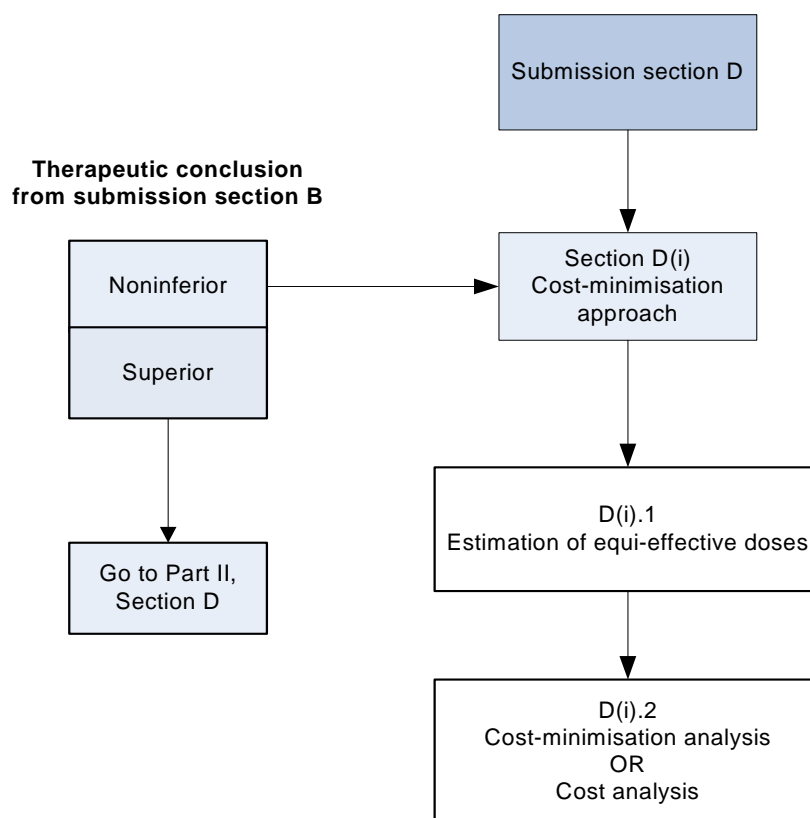 Submission section D
Therapeutic conclusion
from submission section B
Noninferior
Superior
Go to Part II,
Section D
Section D(i)
Cost-minimisation
approach
D(i).1
Estimation of equi-effective doses
D(i).2
Cost-minimisation analysis
OR
Cost analysis